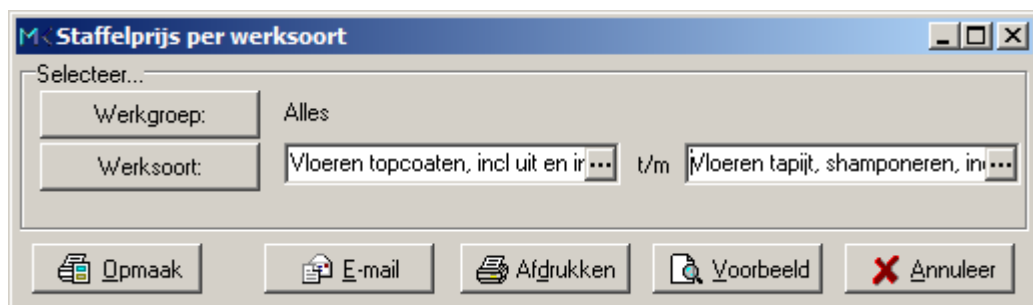 Staffelprijs per werksoort
Selecteer...
Werkgroep: Alles
Werksoort: Vloeren topcoaten, incl uit en in ... t/m Vloeren tapijt, shamponeren, in ...
Opmaak E-mail Afdrukken Voorbeeld Annuleer